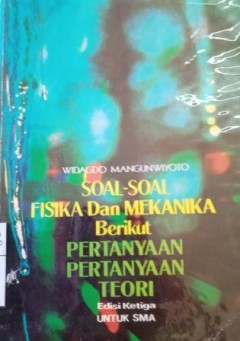 WIDAGDO MANGUNWIYOTO
SOAL-SOAL
FISIKA Dan MEKANIKA
Berikut
PERTANYAAN
PERTANYAAN
TEORI
Edisi Ketiga
UNTUK SMA